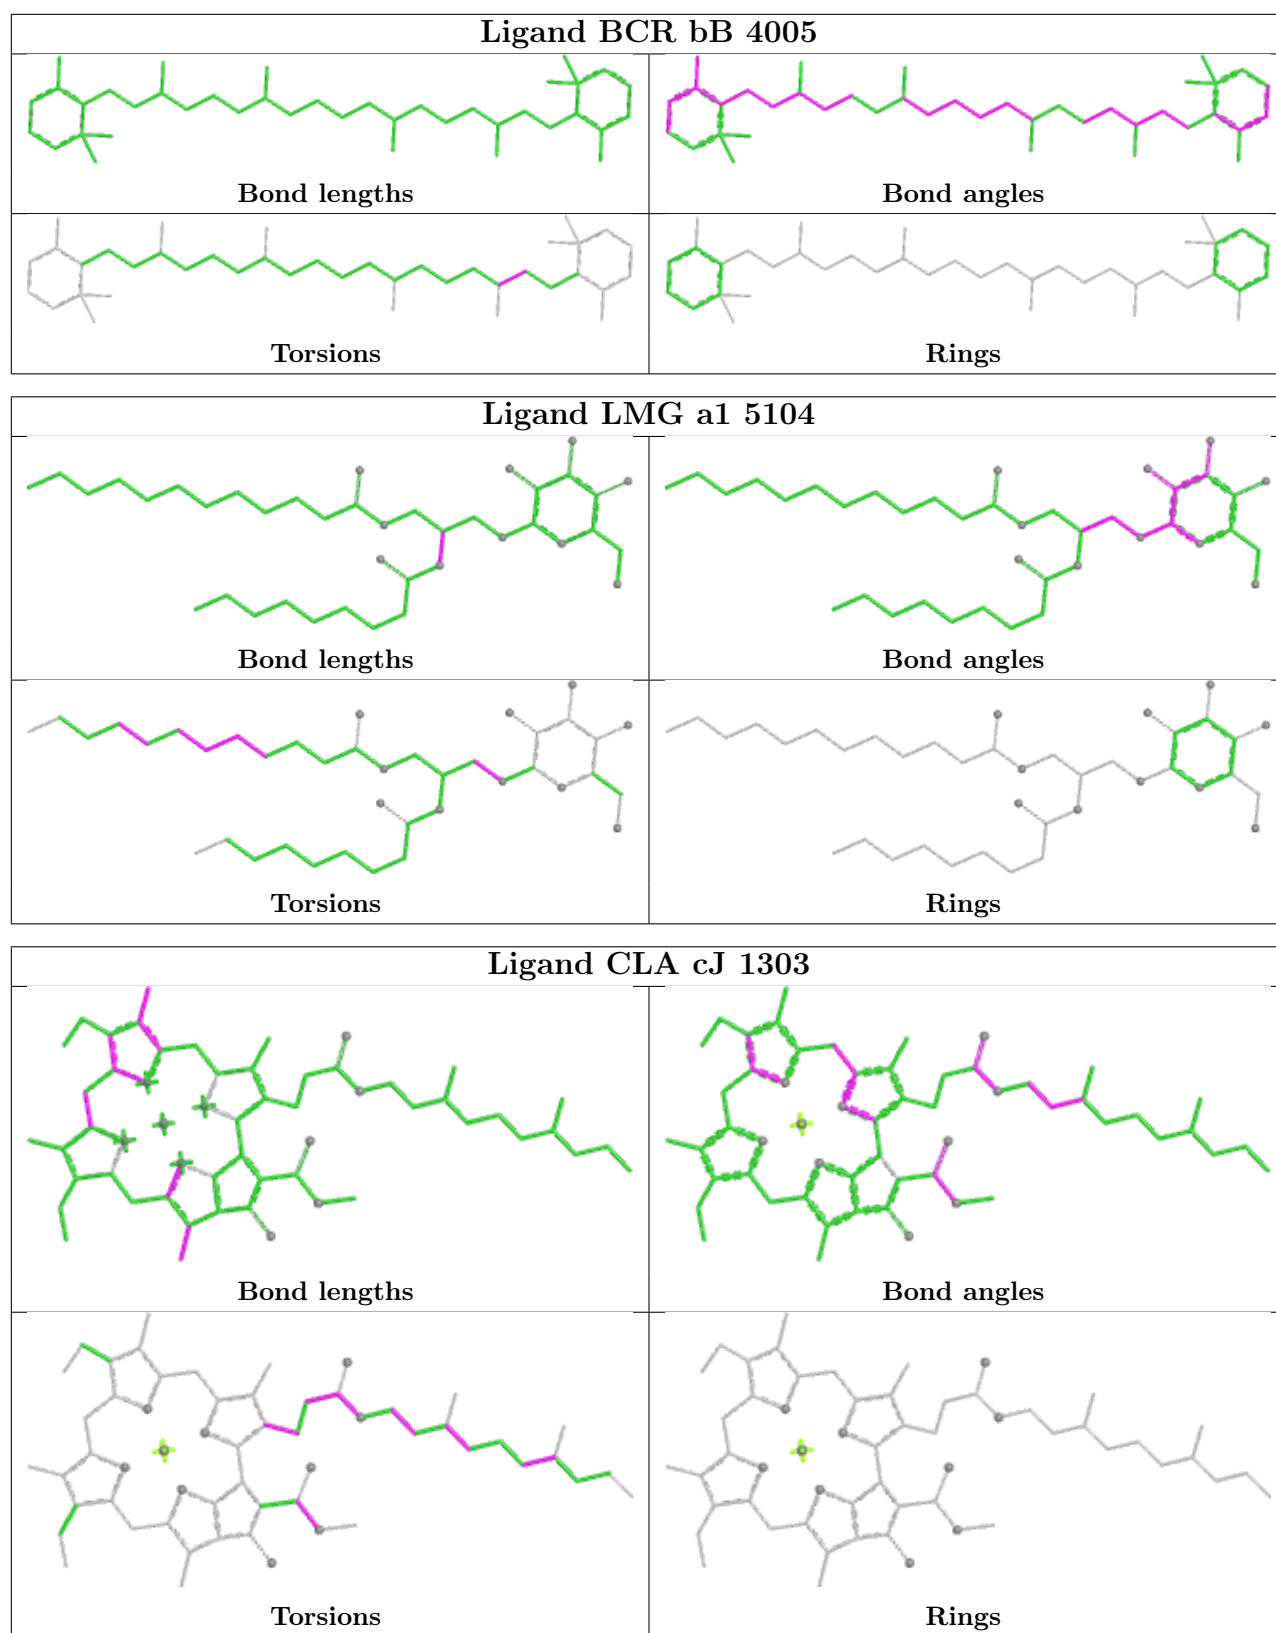 Ligand BCR bB 4005
Bond lengths
Bond angles
Torsions
Rings
Ligand LMG a1 5104
Bond lengths
Bond angles
Torsions
Rings
Ligand CLA cJ 1303
Bond lengths
Bond angles
Torsions
Rings